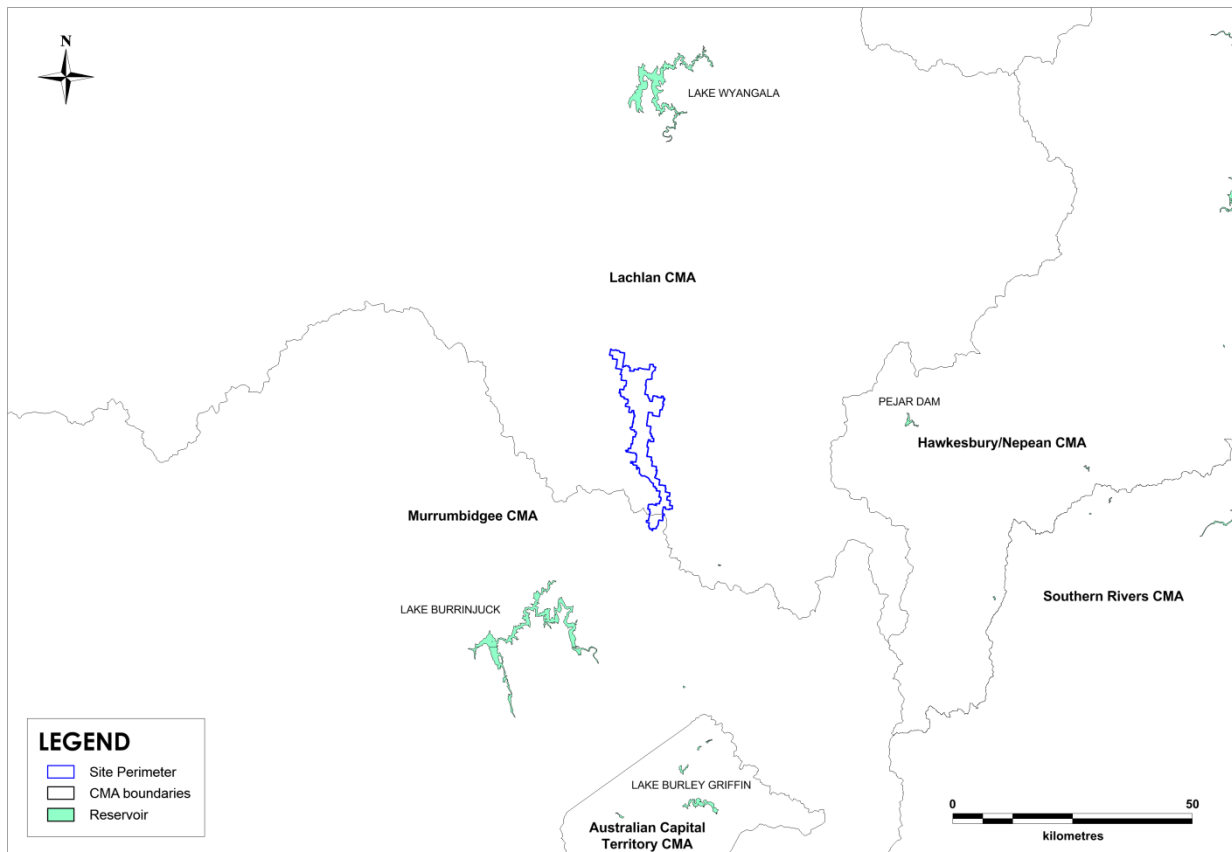 N
LAKE WYANGALA
Lachlan CMA
PEJAR DAM
Hawkesbury/Nepean CMA
Murrumbidgee CMA
LAKE BURRINJUCK
Southern Rivers CMA
LEGEND
Site Perimeter
CMA boundaries
Reservoir
LAKE BURLEY GRIFFIN
Australian Capital
Territory CMA
0 50
kilometres